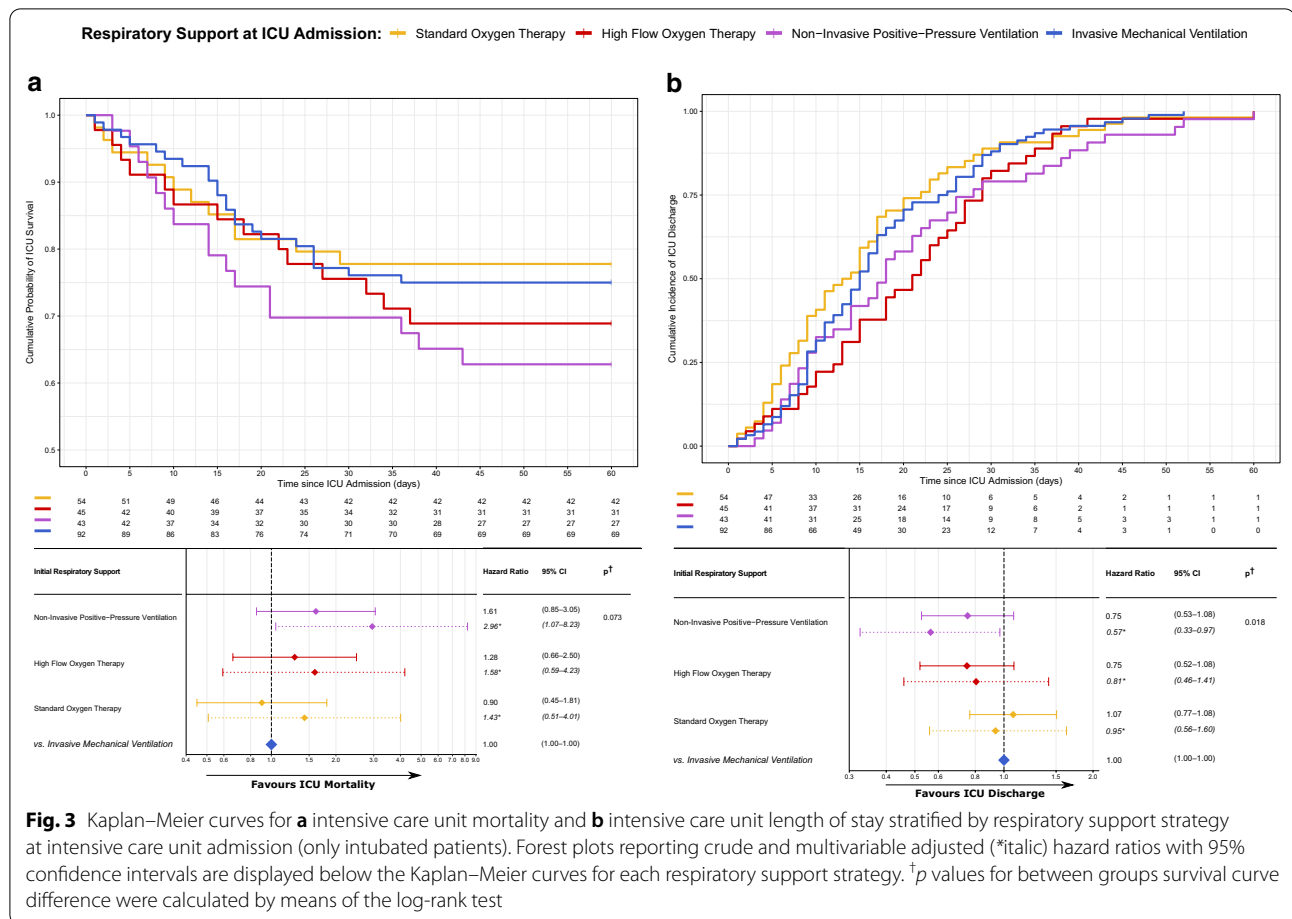 Respiratory Support at ICU Admission: Standard Oxygen Therapy High Flow Oxygen Therapy Non−Invasive Positive−Pressure Ventilation Invasive Mechanical Ventilation
a
Cumulative Probability of ICU Survival
1.0
0.9
0.8
0.7
0.6
0.5
0 5 10 15 20 25 30 35 40 45 50 55 60
Time since ICU Admission (days)
54 51 49 46 44 43 42 42 42 42 42 42 42
45 42 40 39 37 35 34 32 31 31 31 31 31
43 42 37 34 32 30 30 30 28 27 27 27 27
92 89 86 83 76 74 71 70 69 69 69 69 69
Initial Respiratory Support Hazard Ratio 95% CI p†
Non−Invasive Positive−Pressure Ventilation 1.61 (0.85−3.05) 0.073
2.96* (1.07−8.23)
High Flow Oxygen Therapy 1.28 (0.66−2.50)
1.58* (0.59−4.23)
Standard Oxygen Therapy 0.90 (0.45−1.81)
1.43* (0.51−4.01)
vs. Invasive Mechanical Ventilation 1.00 (1.00−1.00)
0.4 0.5 0.6 0.8 1.0 1.5 2.0 3.0 4.0 5.0 6.0 7.0 8.0 9.0
Favours ICU Mortality
b
Cumulative Incidence of ICU Discharge
1.00
0.75
0.50
0.25
0.00
0 5 10 15 20 25 30 35 40 45 50 55 60
Time since ICU Admission (days)
54 47 33 26 16 10 6 5 4 2 1 1 1
45 41 37 31 24 17 9 6 2 1 1 1 1
43 41 31 25 18 14 9 8 5 3 3 1 1
92 86 66 49 30 23 12 7 4 3 1 0 0
Initial Respiratory Support Hazard Ratio 95% CI p†
Non−Invasive Positive−Pressure Ventilation 0.75 (0.53−1.08) 0.018
0.57* (0.33−0.97)
High Flow Oxygen Therapy 0.75 (0.52−1.08)
0.81* (0.46−1.41)
Standard Oxygen Therapy 1.07 (0.77−1.08)
0.95* (0.56−1.60)
vs. Invasive Mechanical Ventilation 1.00 (1.00−1.00)
0.3 0.4 0.5 0.6 0.8 1.0 1.5 2.0
Favours ICU Discharge
Fig. 3 Kaplan–Meier curves for a intensive care unit mortality and b intensive care unit length of stay stratified by respiratory support strategy
at intensive care unit admission (only intubated patients). Forest plots reporting crude and multivariable adjusted (*italic) hazard ratios with 95%
confidence intervals are displayed below the Kaplan–Meier curves for each respiratory support strategy. †p values for between groups survival curve
difference were calculated by means of the log-rank test